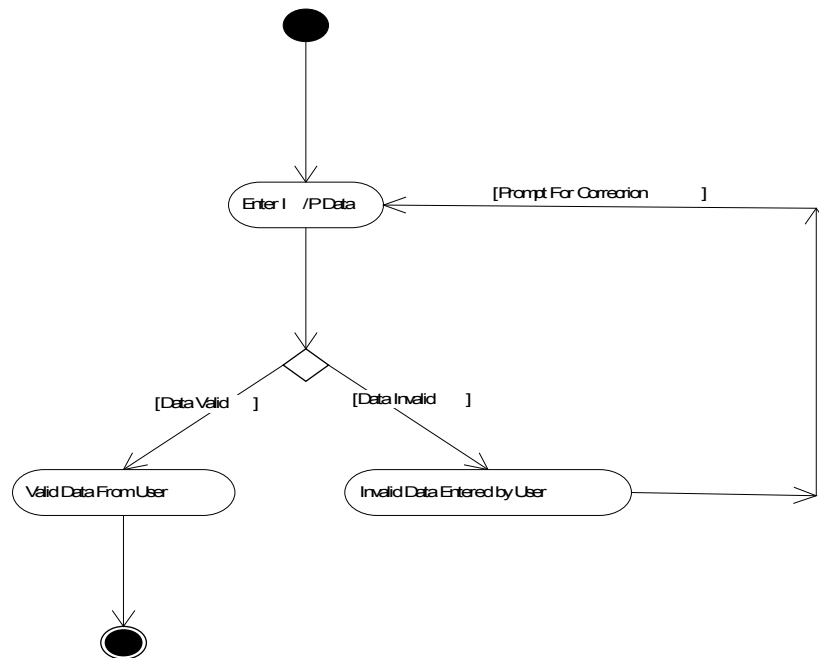 [Prompt For Correcrion ]
Enter I /P Data
[Data Valid ]
[Data Invalid ]
Valid Data From User
Invalid Data Entered by User